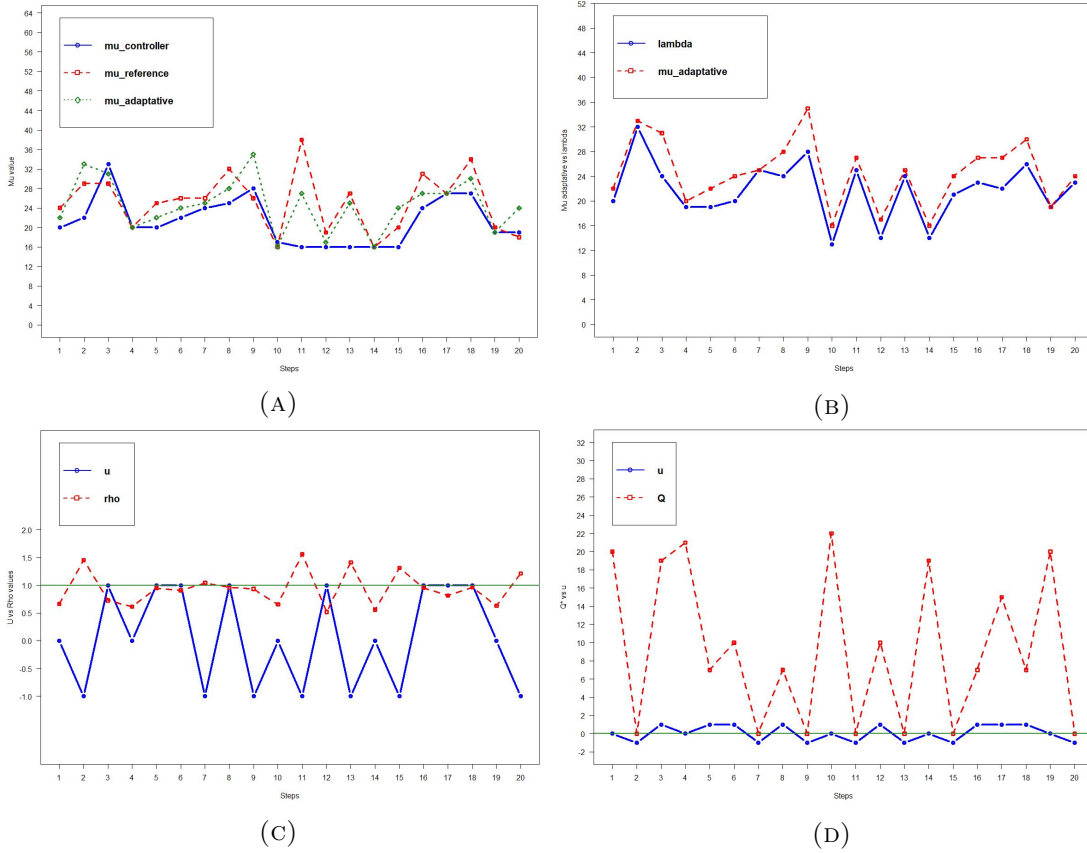 64
60
56
52
48
44
40
36
32
28
24
20
16
12
8
4
0
Mu value
mu_controller
mu_reference
mu_adaptative
1 2 3 4 5 6 7 8 9 10 11 12 13 14 15 16 17 18 19 20
Steps
(A)
52
48
44
40
36
32
28
24
20
16
12
8
4
0
Mu adaptative vs lambda
lambda
mu_adaptative
1 2 3 4 5 6 7 8 9 10 11 12 13 14 15 16 17 18 19 20
Steps
(B)
2.0
1.5
1.0
0.5
0.0
-0.5
-1.0
U vs Rho values
u
rho
1 2 3 4 5 6 7 8 9 10 11 12 13 14 15 16 17 18 19 20
Steps
(C)
32
30
28
26
24
22
20
18
16
14
12
10
8
6
4
2
0
-2
Q* vs u
u
Q
1 2 3 4 5 6 7 8 9 10 11 12 13 14 15 16 17 18 19 20
Steps
(D)